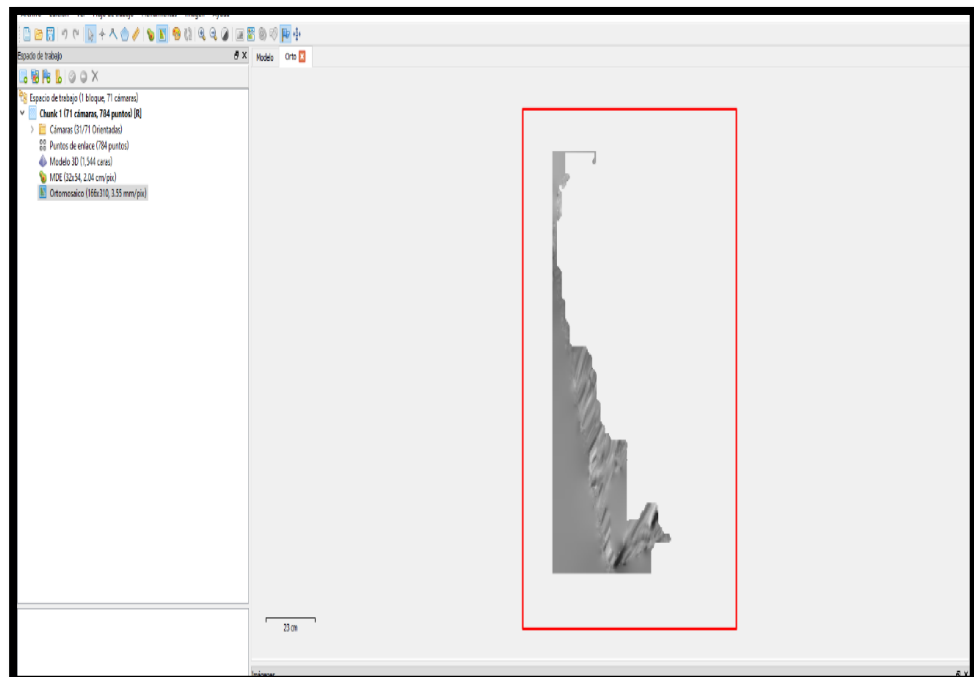 Espacio de trabajo
Modelo Orto
Espacio de trabajo (1 bloque, 71 cámaras)
Chunk 1 (71 cámaras, 784 puntos) [R]
Cámaras (31/71 Orientadas)
Puntos de enlace (784 puntos)
Modelo 3D (1,544 caras)
MDE (32x54, 2.04 cm/pix)
Ortomosaico (166x310, 3.55 mm/pix)
23 cm